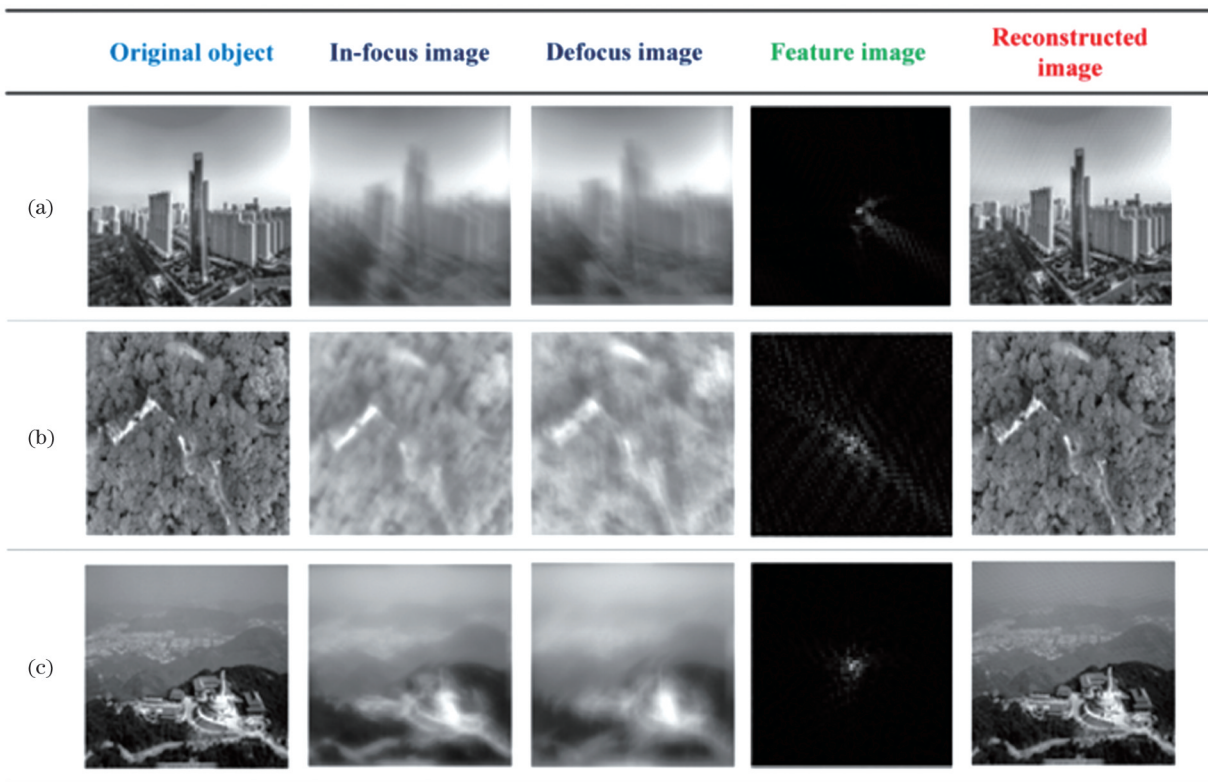 Original object
In-focus image
Defocus image
Feature image
Reconstructed
image
(a)
(b)
(c)